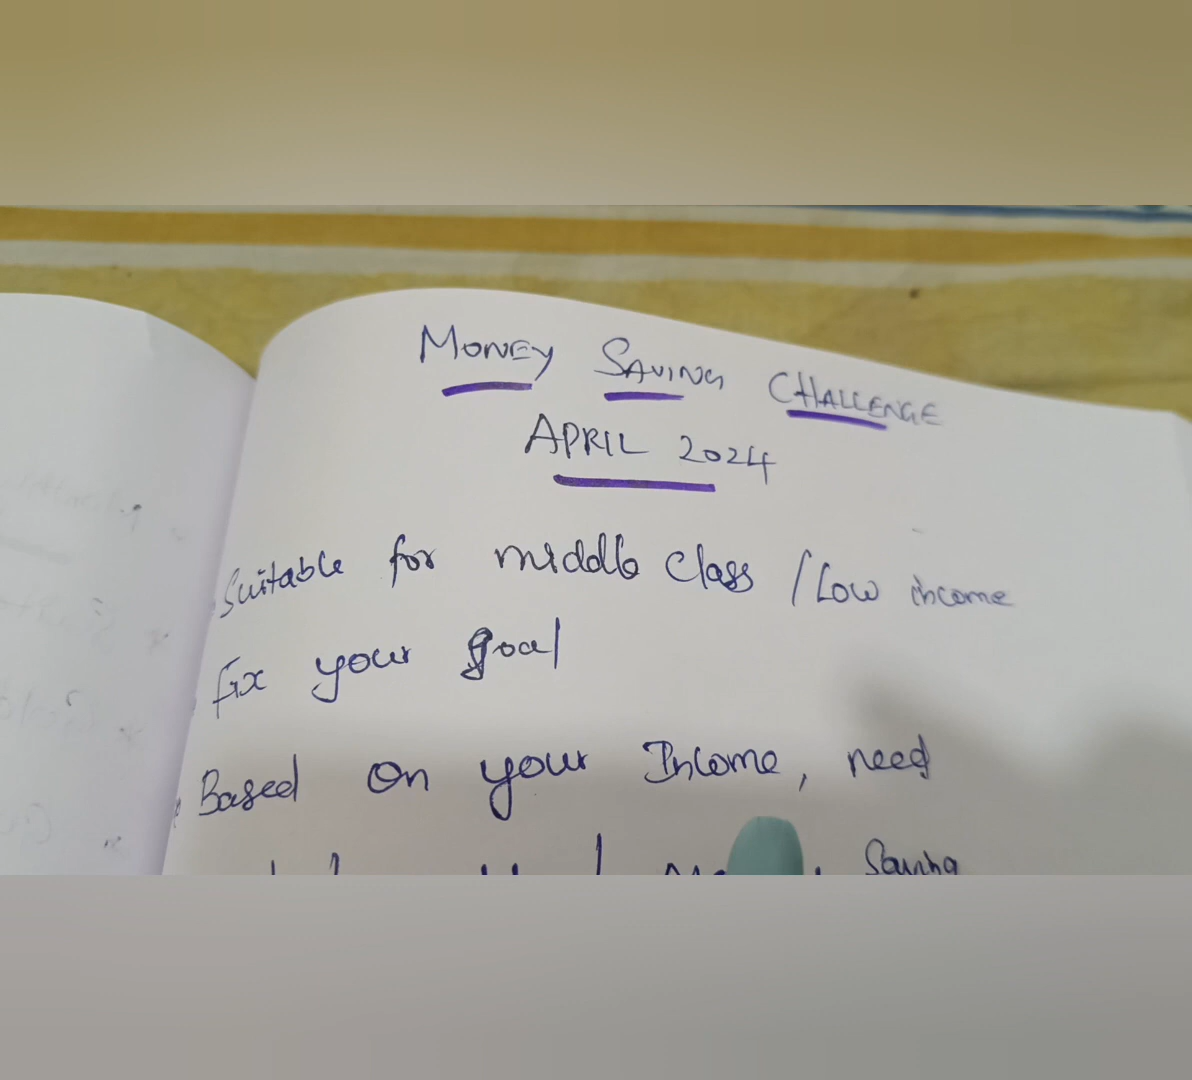 MONEY SAVING CHALLENGE
APRIL 2024
Suitable for middle class / Low income
Fix your goal
Based on your Income, need
Saving